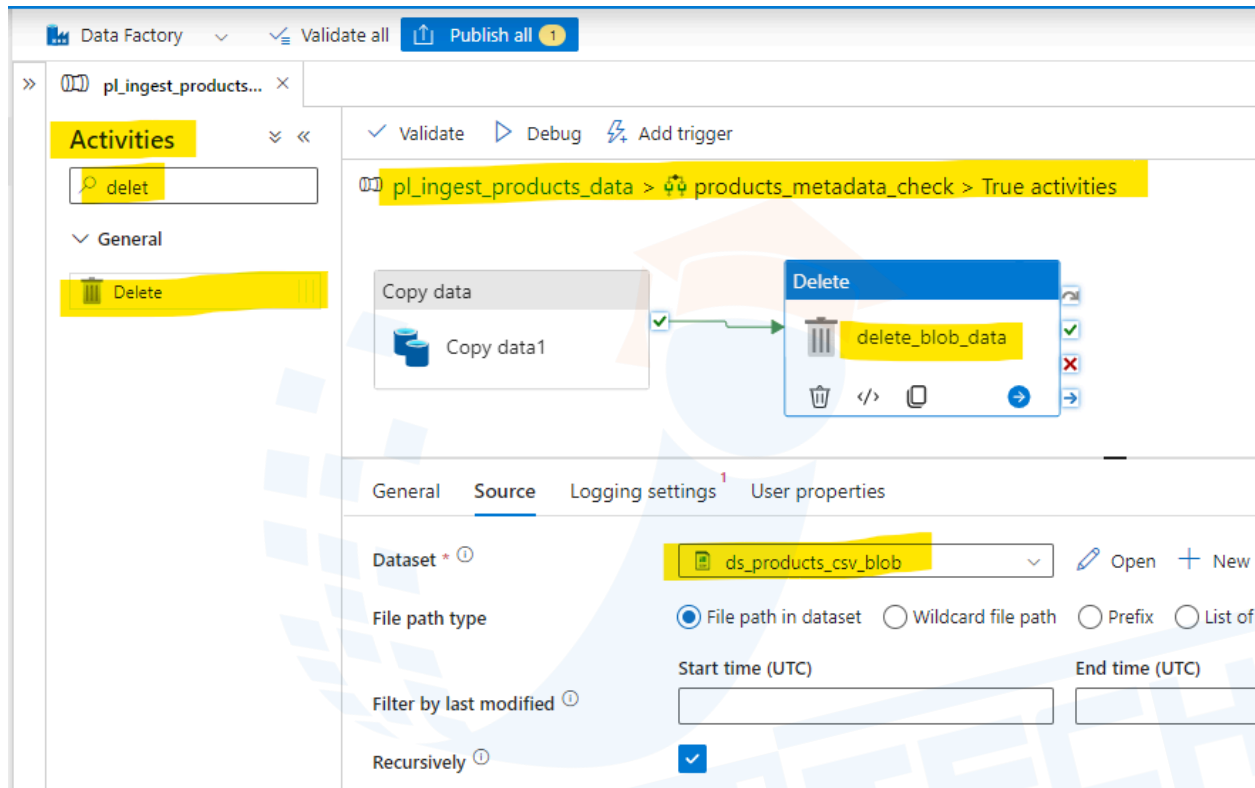 Data Factory Validate all Publish all 1
pl_ingest_products...
Activities
delet
General
Delete
Validate Debug Add trigger
pl_ingest_products_data > products_metadata_check > True activities
Copy data
Copy data1
Delete
delete_blob_data
General Source Logging settings 1 User properties
Dataset * ds_products_csv_blob Open New
File path type File path in dataset Wildcard file path Prefix List of
Start time (UTC) End time (UTC)
Filter by last modified
Recursively